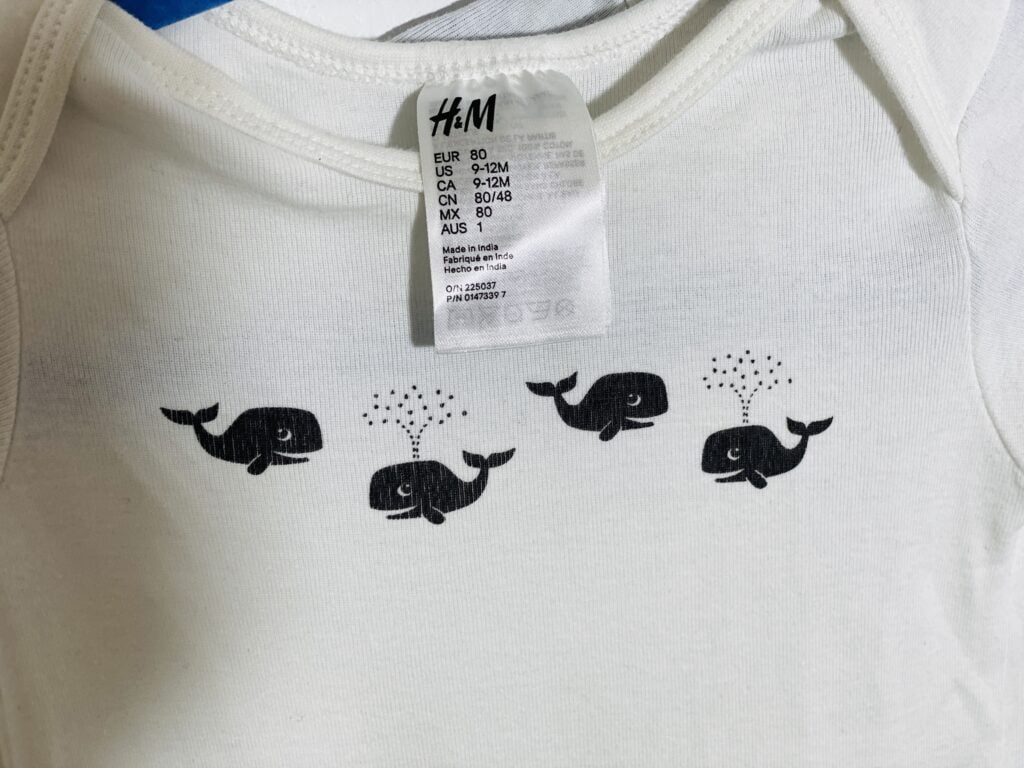 H&M
EUR 80
US 9-12M
CA 9-12M
CN 80/48
MX 80
AUS 1
Made in India
Fabriqué en Inde
Hecho en India
O/N 225037
P/N 0147339 7